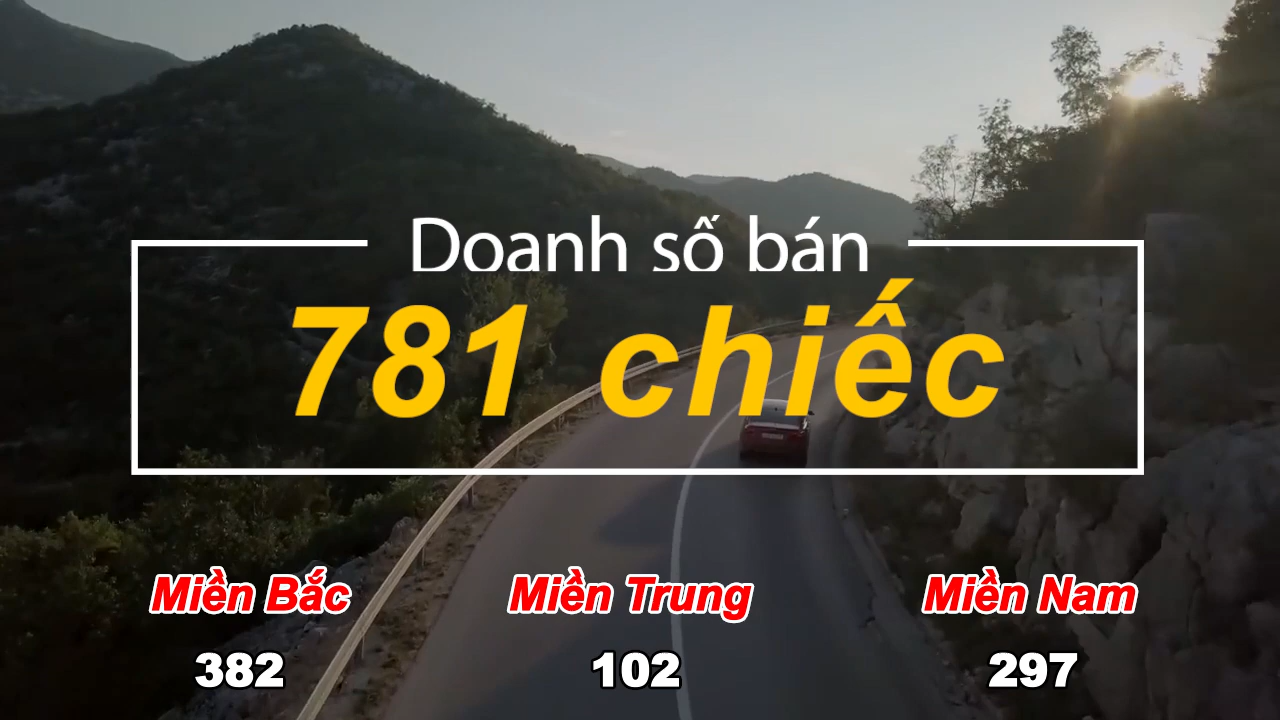 Doanh số bán
781 chiếc
Miền Bắc Miền Trung Miền Nam
382 102 297